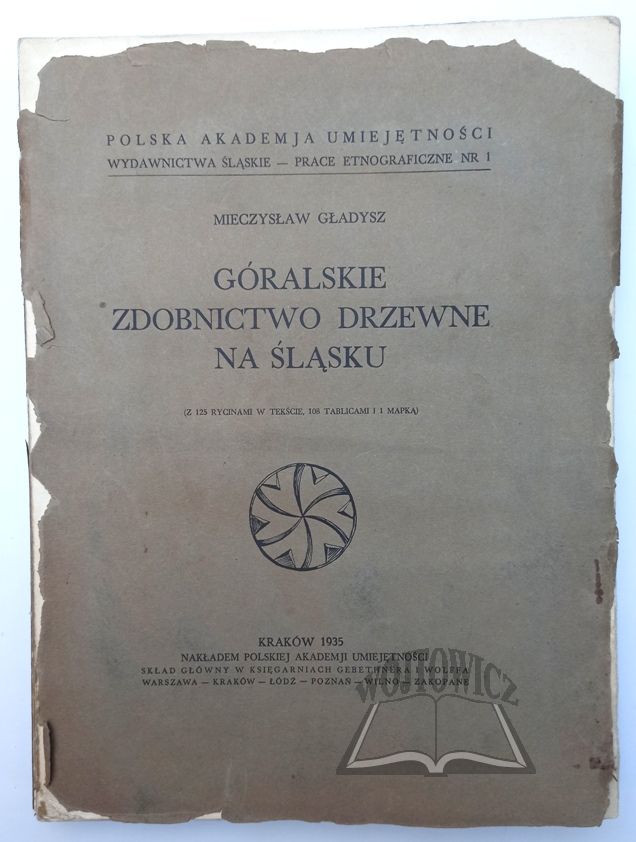 POLSKA AKADEMJA UMIEJĘTNOŚCI
WYDAWNICTWA ŚLĄSKIE — PRACE ETNOGRAFICZNE NR 1
MIECZYSŁAW GŁADYSZ
GÓRALSKIE
ZDOBNICTWO DRZEWNE
NA ŚLĄSKU
(Z 125 RYCINAMI W TEKŚCIE, 108 TABLICAMI I 1 MAPKĄ)
KRAKÓW 1935
NAKŁADEM POLSKIEJ AKADEMJI UMIEJĘTNOŚCI
SKŁAD GŁÓWNY W KSIĘGARNIACH GEBETHNERA I WOLFFA
WARSZAWA — KRAKÓW — ŁÓDŹ — POZNAŃ — WILNO — ZAKOPANE
WÓJTOWICZ